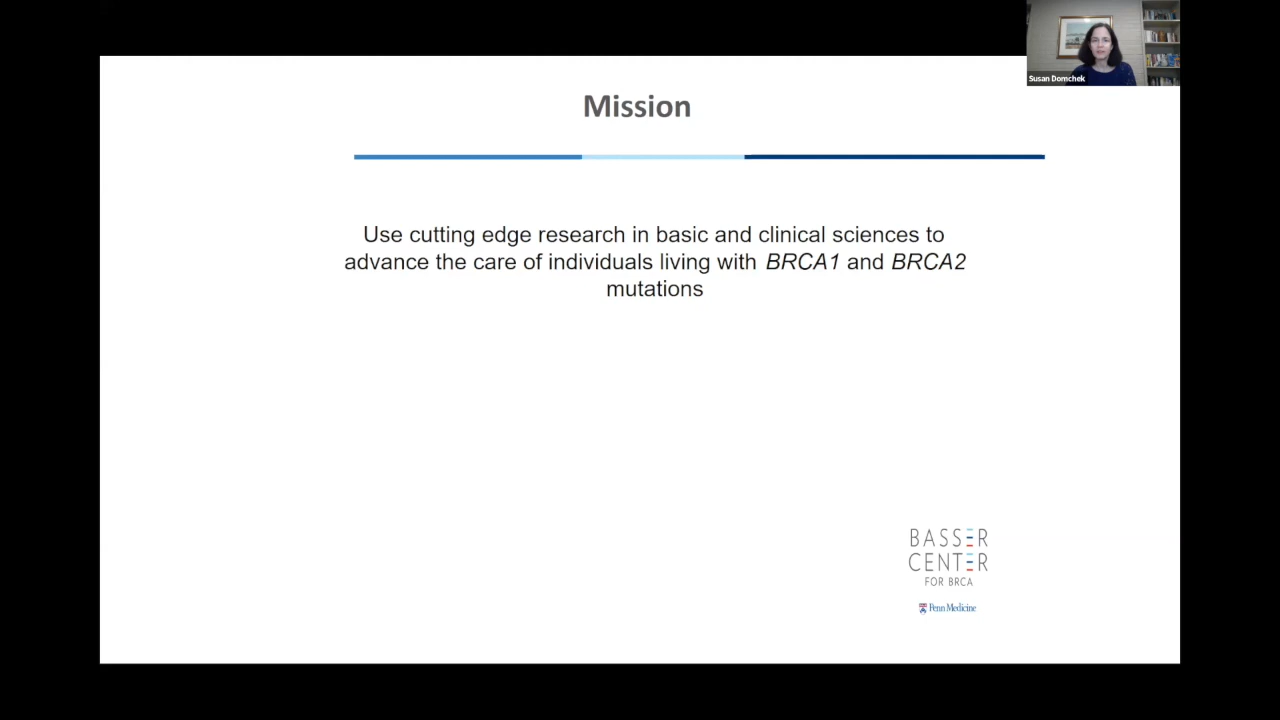 Susan Domchek
Mission
Use cutting edge research in basic and clinical sciences to
advance the care of individuals living with BRCA1 and BRCA2
mutations
BASSER
CENTER
FOR BRCA
Penn Medicine